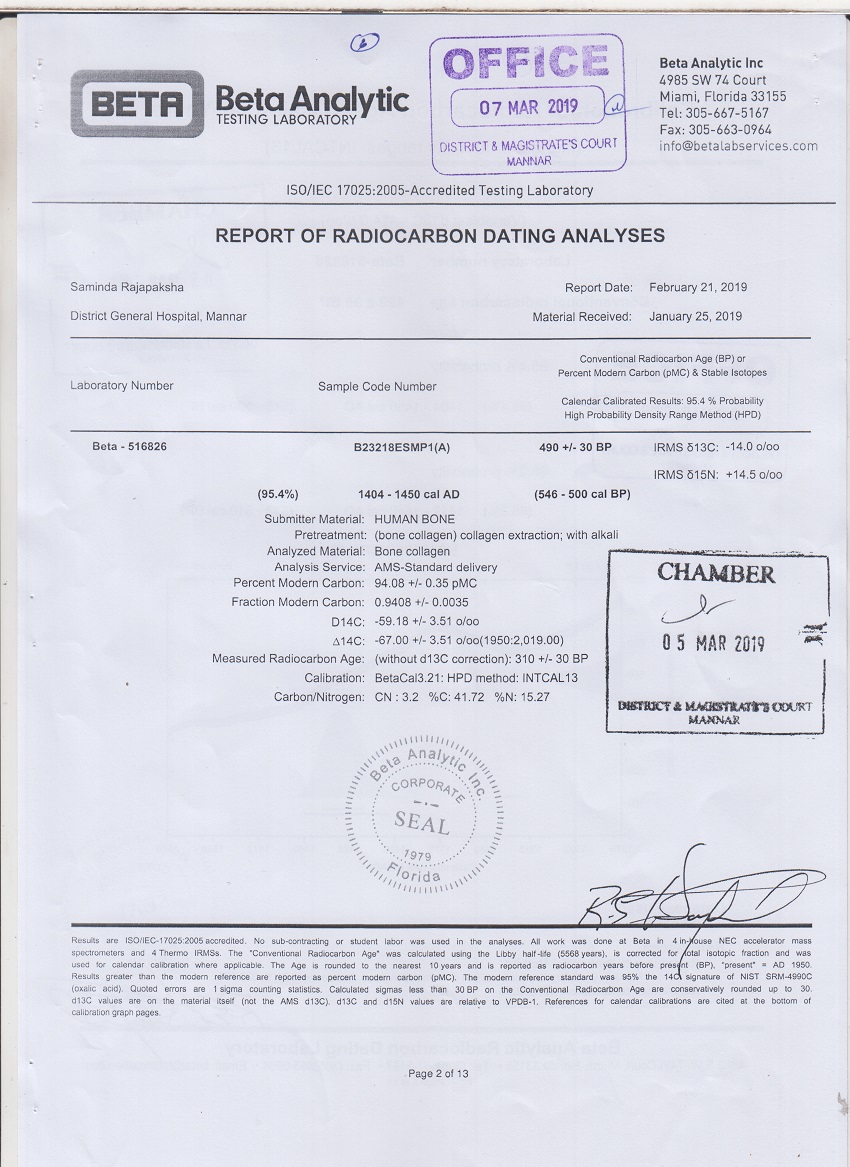 OFFICE
07 MAR 2019
DISTRICT & MAGISTRATE'S COURT
MANNAR
BETA
Beta Analytic
TESTING LABORATORY
Beta Analytic Inc
4985 SW 74 Court
Miami, Florida 33155
Tel: 305-667-5167
Fax: 305-663-0964
info@betalabservices.com
ISO/IEC 17025:2005-Accredited Testing Laboratory
REPORT OF RADIOCARBON DATING ANALYSES
Saminda Rajapaksha Report Date: February 21, 2019
District General Hospital, Mannar Material Received: January 25, 2019
Laboratory Number Sample Code Number
Conventional Radiocarbon Age (BP) or
Percent Modern Carbon (pMC) & Stable Isotopes
Calendar Calibrated Results: 95.4 % Probability
High Probability Density Range Method (HPD)
Beta - 516826 B23218ESMP1(A) 490 +/- 30 BP IRMS δ13C: -14.0 o/oo
IRMS δ15N: +14.5 o/oo
(95.4%) 1404 - 1450 cal AD (546 - 500 cal BP)
Submitter Material: HUMAN BONE
Pretreatment: (bone collagen) collagen extraction; with alkali
Analyzed Material: Bone collagen
Analysis Service: AMS-Standard delivery
Percent Modern Carbon: 94.08 +/- 0.35 pMC
Fraction Modern Carbon: 0.9408 +/- 0.0035
D14C: -59.18 +/- 3.51 o/oo
Δ14C: -67.00 +/- 3.51 o/oo(1950:2,019.00)
Measured Radiocarbon Age: (without d13C correction): 310 +/- 30 BP
Calibration: BetaCal3.21: HPD method: INTCAL13
Carbon/Nitrogen: CN : 3.2 %C: 41.72 %N: 15.27
CHAMBER
05 MAR 2019
DISTRICT & MAGISTRATE'S COURT
MANNAR
Beta Analytic Inc.
CORPORATE
SEAL
1979
Florida
Results are ISO/IEC-17025:2005 accredited. No sub-contracting or student labor was used in the analyses. All work was done at Beta in 4 in-house NEC accelerator mass
spectrometers and 4 Thermo IRMSs. The "Conventional Radiocarbon Age" was calculated using the Libby half-life (5568 years), is corrected for total isotopic fraction and was
used for calendar calibration where applicable. The Age is rounded to the nearest 10 years and is reported as radiocarbon years before present (BP), "present" = AD 1950.
Results greater than the modern reference are reported as percent modern carbon (pMC). The modern reference standard was 95% the 14C signature of NIST SRM-4990C
(oxalic acid). Quoted errors are 1 sigma counting statistics. Calculated sigmas less than 30 BP on the Conventional Radiocarbon Age are conservatively rounded up to 30.
d13C values are on the material itself (not the AMS d13C). d13C and d15N values are relative to VPDB-1. References for calendar calibrations are cited at the bottom of
calibration graph pages.
Page 2 of 13